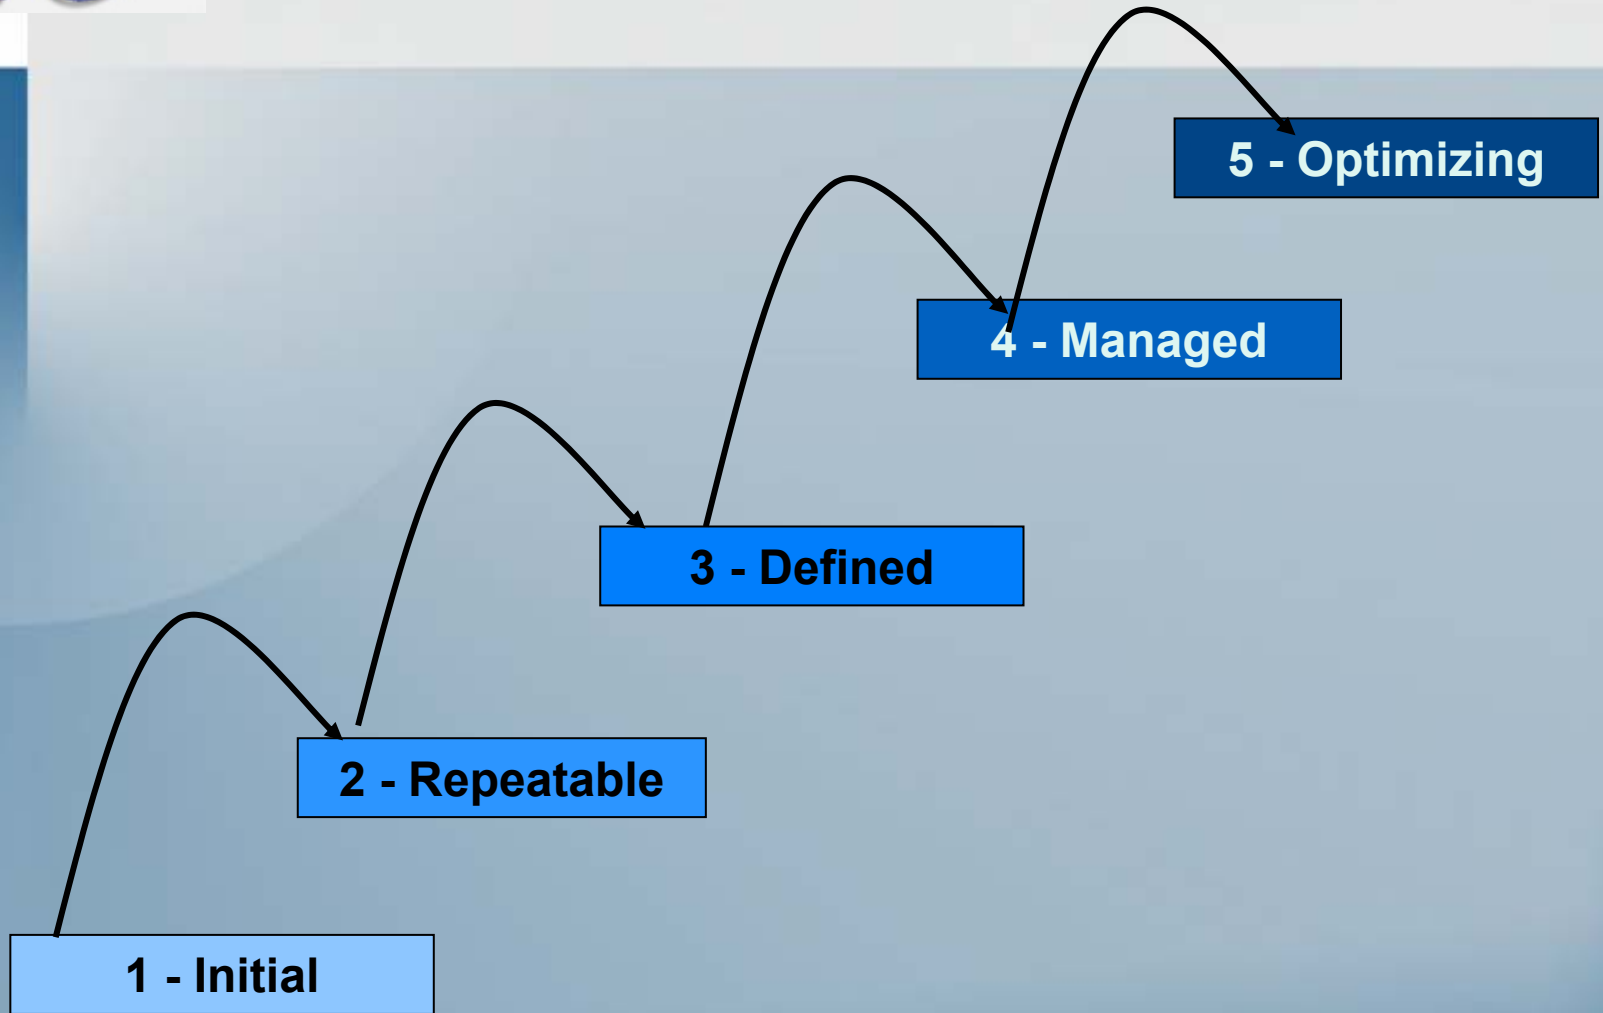 5 - Optimizing
4 - Managed
3 - Defined
2 - Repeatable
1 - Initial